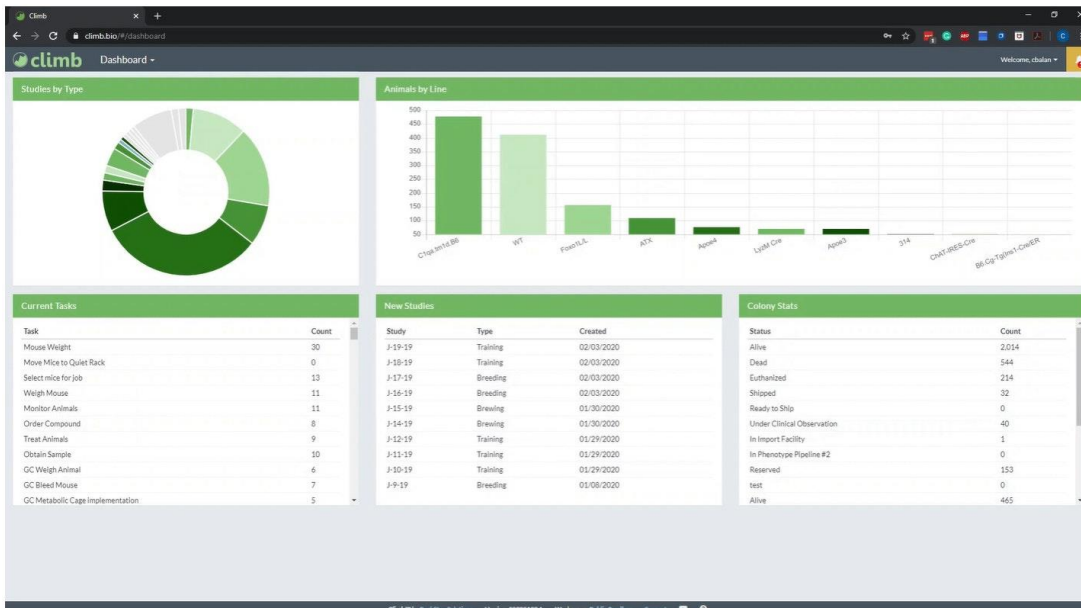 Climb
climb.bio/#/dashboard
climb
Dashboard
Welcome, cbalan
Studies by Type
Animals by Line
500
450
400
350
300
250
200
150
100
50
WT
Foxo1L/L
ATX
Apoe4
LyzM Cre
Apoe3
314
ChAT-IRES-Cre
B6.Cg-Tg(Ins1-Cre/ER
Current Tasks
Task Count
Mouse Weight 30
Move Mice to Quiet Rack 0
Select mice for job 13
Weigh Mouse 11
Monitor Animals 11
Order Compound 8
Treat Animals 9
Obtain Sample 10
GC Weigh Animal 6
GC Bleed Mouse 7
GC Metabolic Cage implementation 5
New Studies
Study Type Created
J-19-19 Training 02/03/2020
J-18-19 Training 02/03/2020
J-17-19 Breeding 02/03/2020
J-16-19 Breeding 02/03/2020
J-15-19 Brewing 01/30/2020
J-14-19 Brewing 01/30/2020
J-12-19 Training 01/29/2020
J-11-19 Training 01/29/2020
J-10-19 Training 01/29/2020
J-9-19 Breeding 01/08/2020
Colony Stats
Status Count
Alive 2,014
Dead 544
Euthanized 214
Shipped 32
Ready to Ship 0
Under Clinical Observation 40
In Import Facility 1
In Phenotype Pipeline #2 0
Reserved 153
test 0
Alive 465